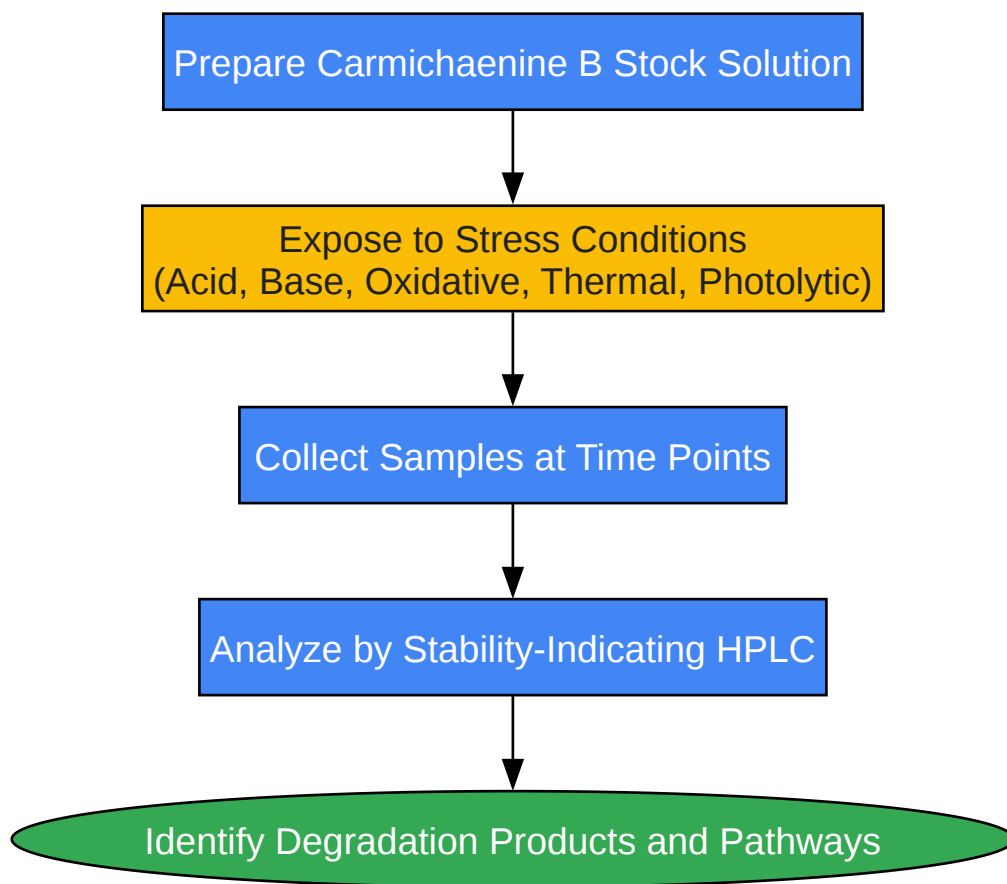 Prepare Carmichaenine B Stock Solution
Expose to Stress Conditions
(Acid, Base, Oxidative, Thermal, Photolytic)
Collect Samples at Time Points
Analyze by Stability-Indicating HPLC
Identify Degradation Products and Pathways